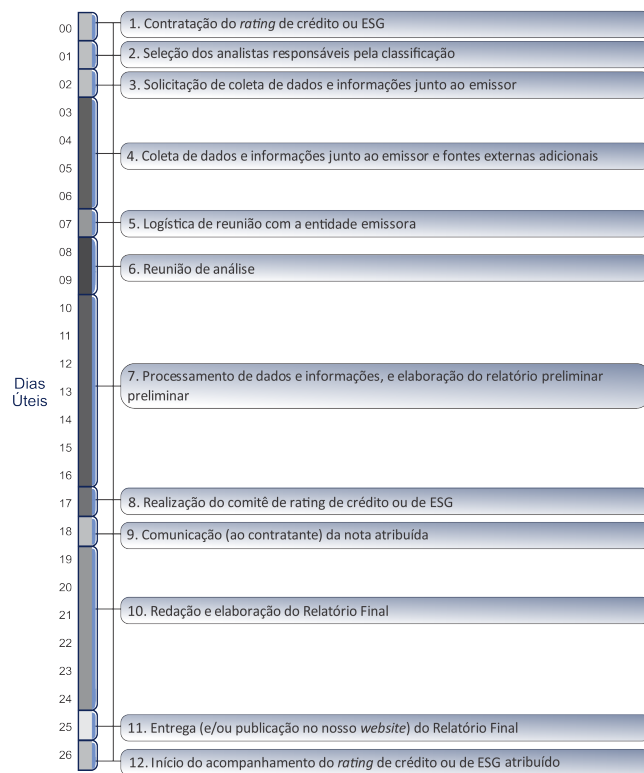 00
1. Contratação do rating de crédito ou ESG
01
2. Seleção dos analistas responsáveis pela classificação
02
3. Solicitação de coleta de dados e informações junto ao emissor
03
04
4. Coleta de dados e informações junto ao emissor e fontes externas adicionais
05
06
07
5. Logística de reunião com a entidade emissora
08
6. Reunião de análise
09
10
11
12
7. Processamento de dados e informações, e elaboração do relatório preliminar
preliminar
Dias
Úteis
13
14
15
16
17
8. Realização do comitê de rating de crédito ou de ESG
18
9. Comunicação (ao contratante) da nota atribuída
19
20
21
10. Redação e elaboração do Relatório Final
22
23
24
25
11. Entrega (e/ou publicação no nosso website) do Relatório Final
26
12. Início do acompanhamento do rating de crédito ou de ESG atribuído